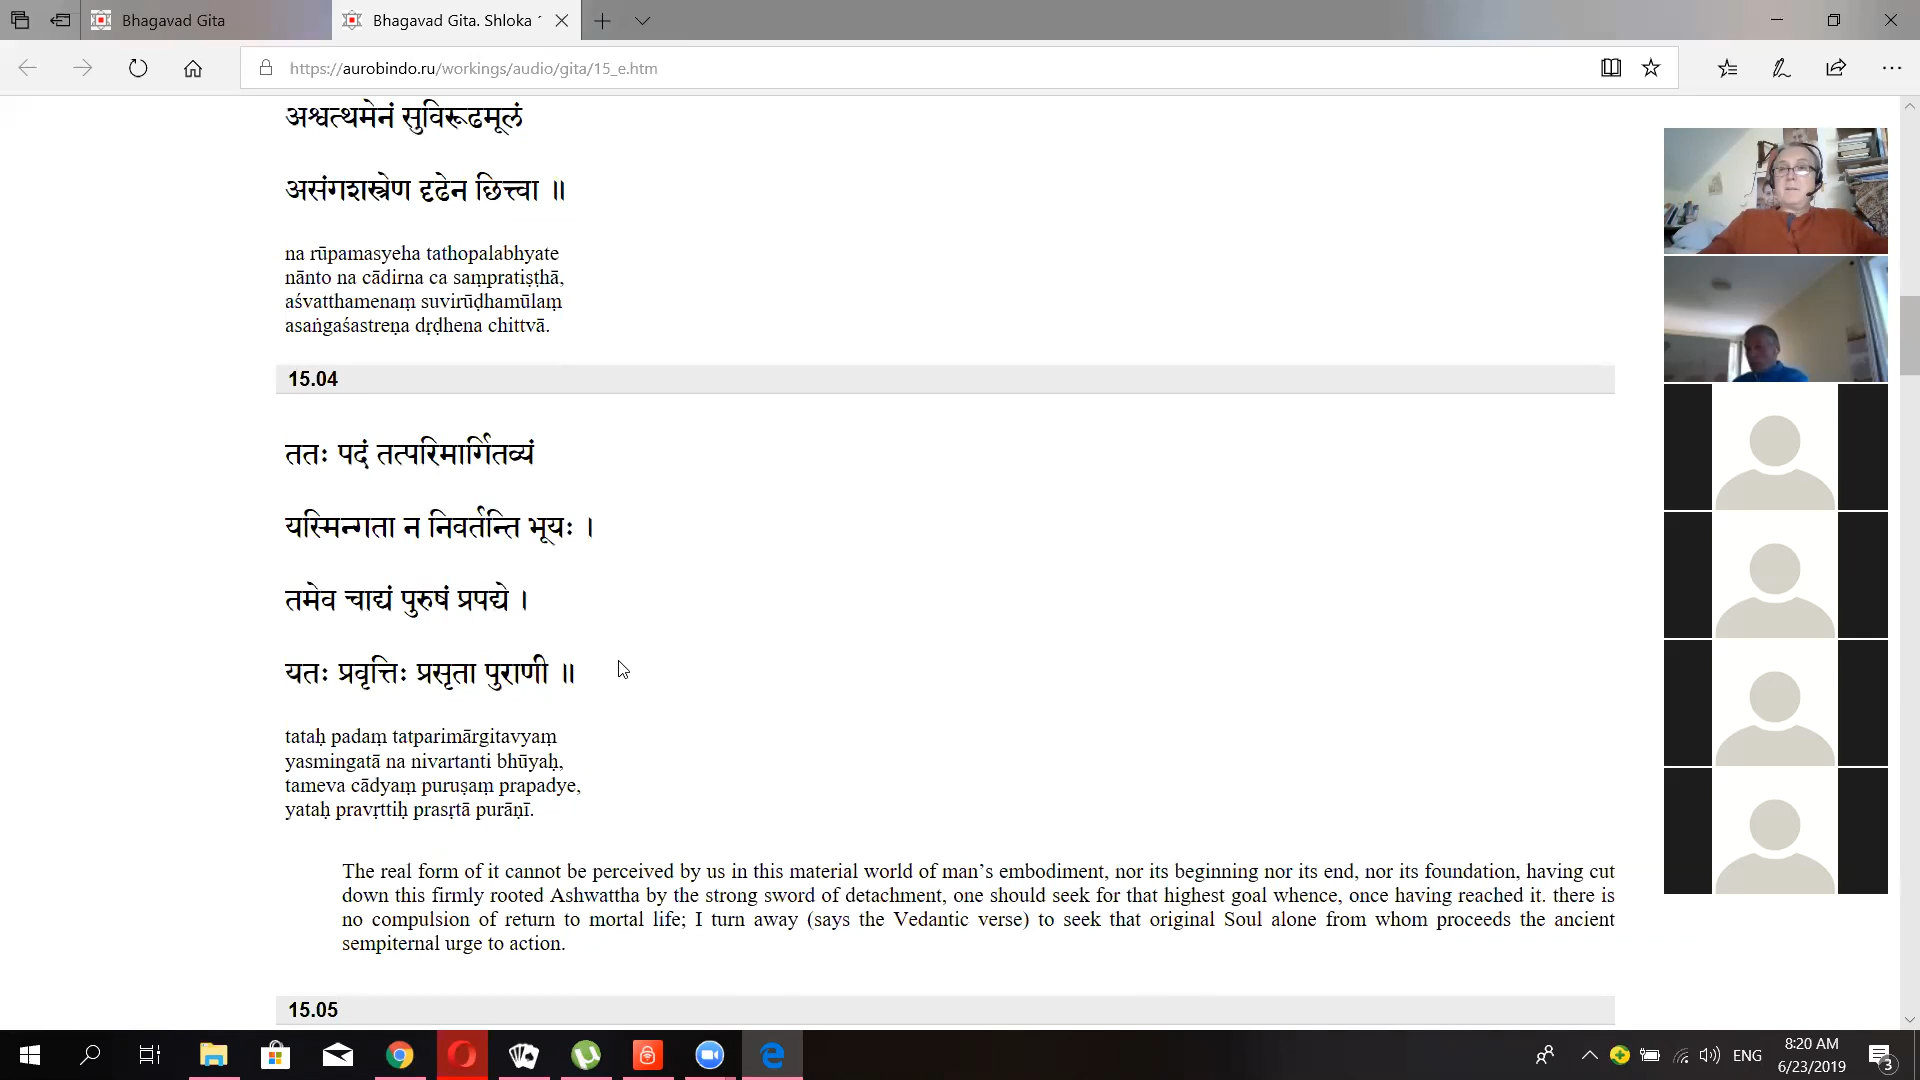 Bhagavad Gita
Bhagavad Gita. Shloka
https://aurobindo.ru/workings/audio/gita/15_e.htm
अश्वत्थमेनं सुविरूढमूलं
असंगशस्त्रेण दृढेन छित्त्वा ॥
na rūpamasyeha tathopalabhyate
nānto na cādirna ca saṃpratiṣṭhā,
aśvatthamenaṃ suvirūḍhamūlaṃ
asaṅgaśastreṇa dṛḍhena chittvā.
15.04
ततः पदं तत्परिमार्गितव्यं
यस्मिन्गता न निवर्तन्ति भूयः ।
तमेव चाद्यं पुरुषं प्रपद्ये ।
यतः प्रवृत्तिः प्रसृता पुराणी ॥
tataḥ padaṃ tatparimārgitavyaṃ
yasmingatā na nivartanti bhūyaḥ,
tameva cādyaṃ puruṣaṃ prapadye,
yataḥ pravṛttiḥ prasṛtā purāṇī.
The real form of it cannot be perceived by us in this material world of man’s embodiment, nor its beginning nor its end, nor its foundation, having cut
down this firmly rooted Ashwattha by the strong sword of detachment, one should seek for that highest goal whence, once having reached it. there is
no compulsion of return to mortal life; I turn away (says the Vedantic verse) to seek that original Soul alone from whom proceeds the ancient
sempiternal urge to action.
15.05
ENG
8:20 AM
6/23/2019
3